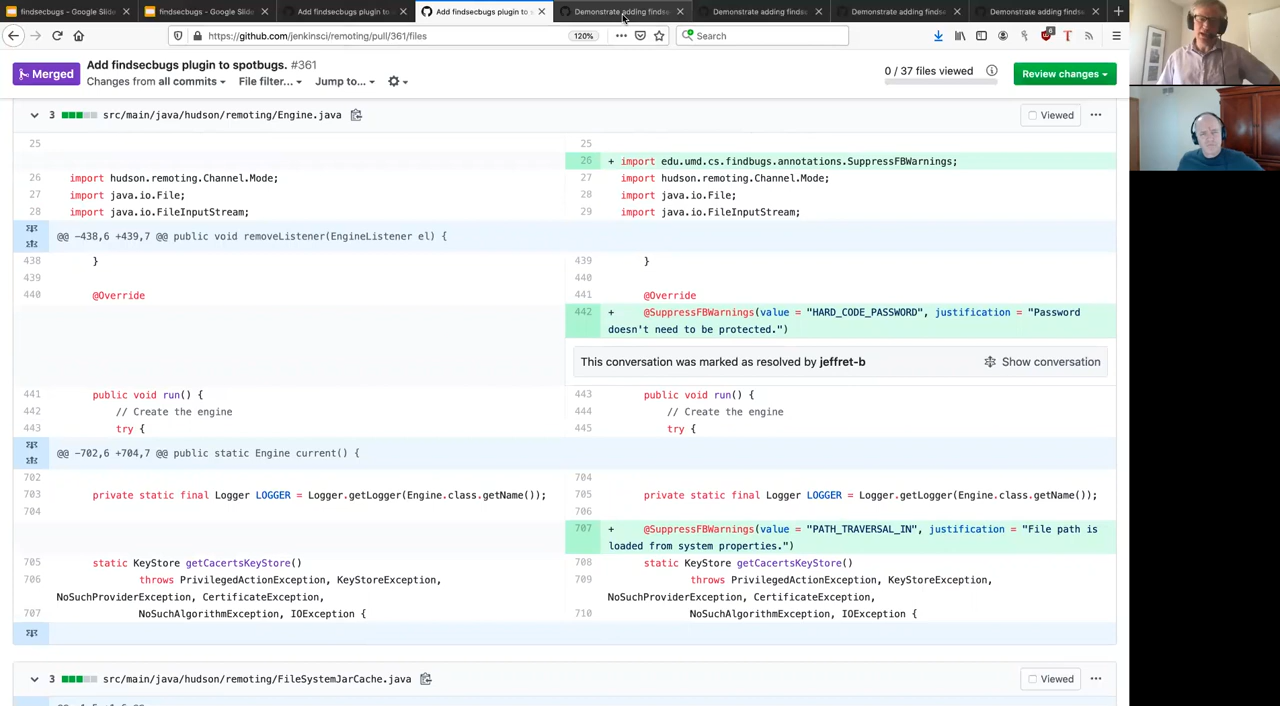 findsecbugs - Google Slide
findsecbugs - Google Slide
Add findsecbugs plugin to
Add findsecbugs plugin to
Demonstrate adding findse
Demonstrate adding findse
Demonstrate adding findse
Demonstrate adding findse
https://github.com/jenkinsci/remoting/pull/361/files
120%
Search
Merged
Add findsecbugs plugin to spotbugs. #361
Changes from all commits
File filter...
Jump to...
0 / 37 files viewed
Review changes
3 src/main/java/hudson/remoting/Engine.java
Viewed
25 25
26 + import edu.umd.cs.findbugs.annotations.SuppressFBWarnings;
26 import hudson.remoting.Channel.Mode; 27 import hudson.remoting.Channel.Mode;
27 import java.io.File; 28 import java.io.File;
28 import java.io.FileInputStream; 29 import java.io.FileInputStream;
@@ -438,6 +439,7 @@ public void removeListener(EngineListener el) {
438 } 439 }
439 440
440 @Override 441 @Override
442 + @SuppressFBWarnings(value = "HARD_CODE_PASSWORD", justification = "Password
doesn't need to be protected.")
This conversation was marked as resolved by jeffret-b
Show conversation
441 public void run() { 443 public void run() {
442 // Create the engine 444 // Create the engine
443 try { 445 try {
@@ -702,6 +704,7 @@ public static Engine current() {
702 704
703 private static final Logger LOGGER = Logger.getLogger(Engine.class.getName()); 705 private static final Logger LOGGER = Logger.getLogger(Engine.class.getName());
704 706
707 + @SuppressFBWarnings(value = "PATH_TRAVERSAL_IN", justification = "File path is
loaded from system properties.")
705 static KeyStore getCacertsKeyStore() 708 static KeyStore getCacertsKeyStore()
706 throws PrivilegedActionException, KeyStoreException, 709 throws PrivilegedActionException, KeyStoreException,
NoSuchProviderException, CertificateException, NoSuchProviderException, CertificateException,
707 NoSuchAlgorithmException, IOException { 710 NoSuchAlgorithmException, IOException {
3 src/main/java/hudson/remoting/FileSystemJarCache.java
Viewed